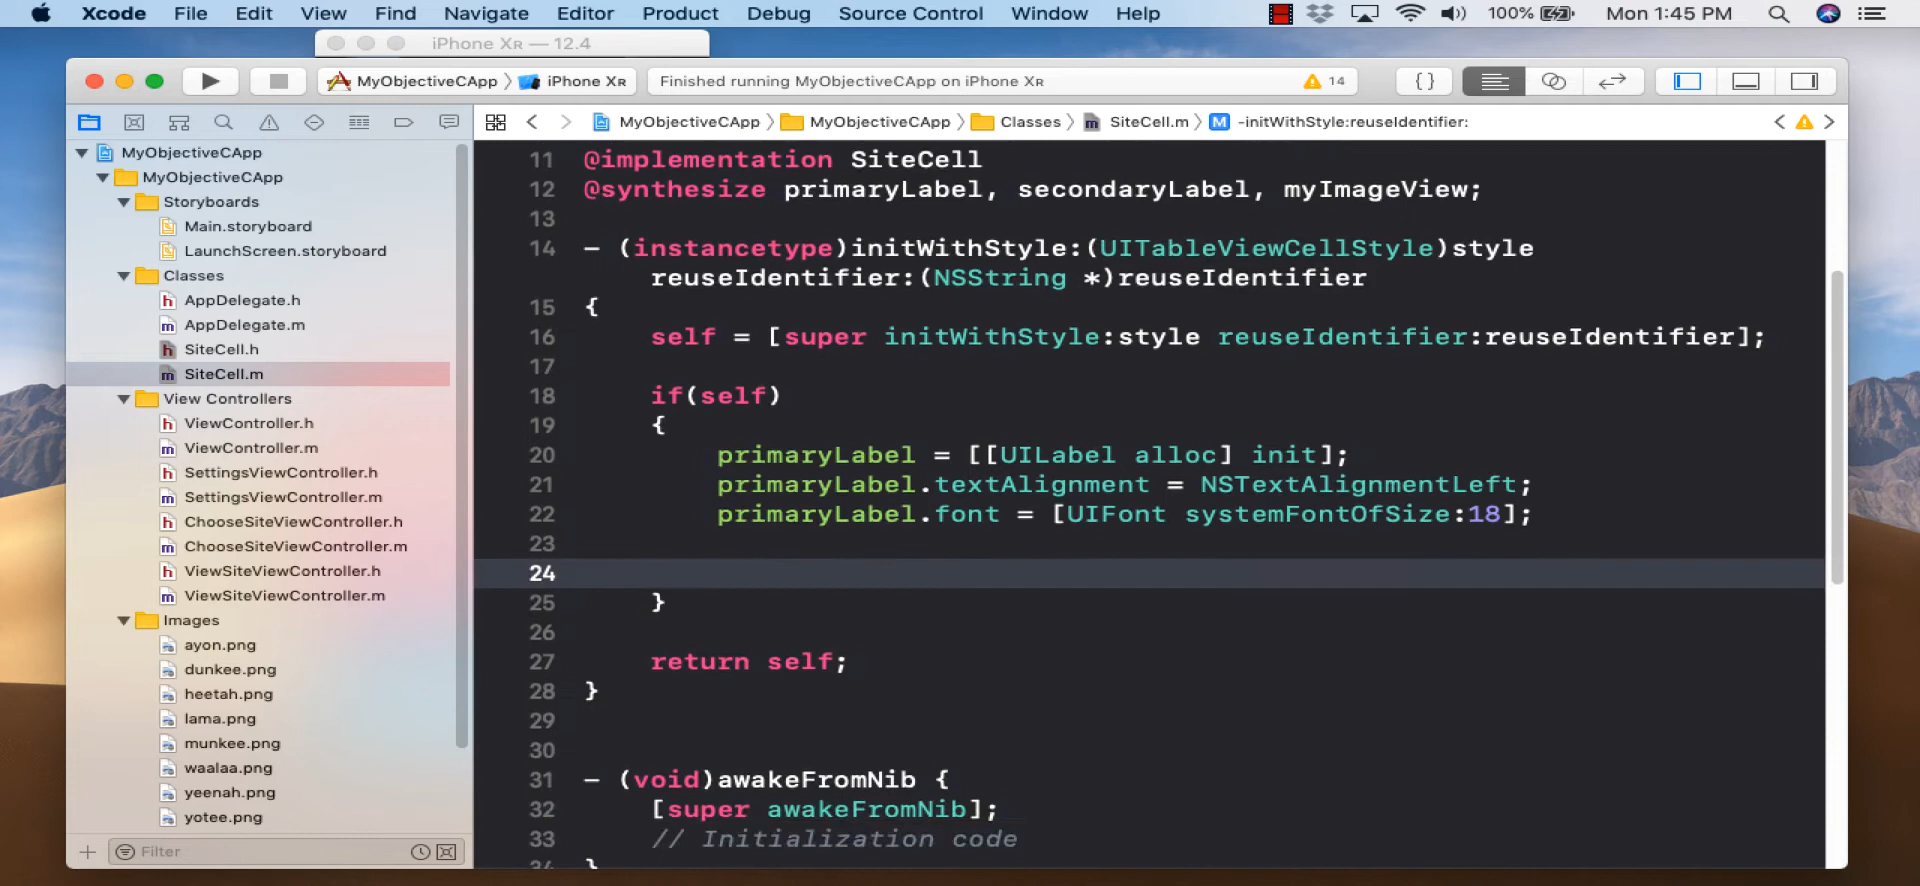 Xcode File Edit View Find Navigate Editor Product Debug Source Control Window Help 100% Mon 1:45 PM
iPhone XR — 12.4
MyObjectiveCApp iPhone XR Finished running MyObjectiveCApp on iPhone XR 14 { }
MyObjectiveCApp MyObjectiveCApp Classes SiteCell.m M -initWithStyle:reuseIdentifier:
MyObjectiveCApp
MyObjectiveCApp
Storyboards
Main.storyboard
LaunchScreen.storyboard
Classes
h AppDelegate.h
m AppDelegate.m
h SiteCell.h
m SiteCell.m
View Controllers
h ViewController.h
m ViewController.m
h SettingsViewController.h
m SettingsViewController.m
h ChooseSiteViewController.h
m ChooseSiteViewController.m
h ViewSiteViewController.h
m ViewSiteViewController.m
Images
ayon.png
dunkee.png
heetah.png
lama.png
munkee.png
waalaa.png
yeenah.png
yotee.png
Filter
11 @implementation SiteCell
12 @synthesize primaryLabel, secondaryLabel, myImageView;
13
14 – (instancetype)initWithStyle:(UITableViewCellStyle)style
reuseIdentifier:(NSString *)reuseIdentifier
15 {
16 self = [super initWithStyle:style reuseIdentifier:reuseIdentifier];
17
18 if(self)
19 {
20 primaryLabel = [[UILabel alloc] init];
21 primaryLabel.textAlignment = NSTextAlignmentLeft;
22 primaryLabel.font = [UIFont systemFontOfSize:18];
23
24
25 }
26
27 return self;
28 }
29
30
31 – (void)awakeFromNib {
32 [super awakeFromNib];
33 // Initialization code
34 }